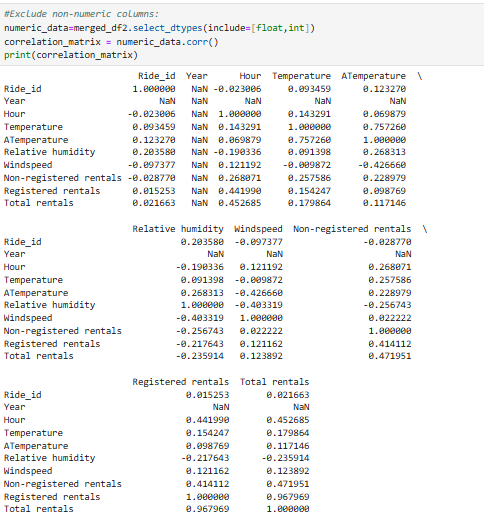 #Exclude non-numeric columns:
numeric_data=merged_df2.select_dtypes(include=[float,int])
correlation_matrix = numeric_data.corr()
print(correlation_matrix)
Ride_id Year Hour Temperature ATemperature \
Ride_id 1.000000 NaN -0.023006 0.093459 0.123270
Year NaN NaN NaN NaN NaN
Hour -0.023006 NaN 1.000000 0.143291 0.069879
Temperature 0.093459 NaN 0.143291 1.000000 0.757260
ATemperature 0.123270 NaN 0.069879 0.757260 1.000000
Relative humidity 0.203580 NaN -0.190336 0.091398 0.268313
Windspeed -0.097377 NaN 0.121192 -0.009872 -0.426660
Non-registered rentals -0.028770 NaN 0.268071 0.257586 0.228979
Registered rentals 0.015253 NaN 0.441990 0.154247 0.098769
Total rentals 0.021663 NaN 0.452685 0.179864 0.117146
Relative humidity Windspeed Non-registered rentals \
Ride_id 0.203580 -0.097377 -0.028770
Year NaN NaN NaN
Hour -0.190336 0.121192 0.268071
Temperature 0.091398 -0.009872 0.257586
ATemperature 0.268313 -0.426660 0.228979
Relative humidity 1.000000 -0.403319 -0.256743
Windspeed -0.403319 1.000000 0.022222
Non-registered rentals -0.256743 0.022222 1.000000
Registered rentals -0.217643 0.121162 0.414112
Total rentals -0.235914 0.123892 0.471951
Registered rentals Total rentals
Ride_id 0.015253 0.021663
Year NaN NaN
Hour 0.441990 0.452685
Temperature 0.154247 0.179864
ATemperature 0.098769 0.117146
Relative humidity -0.217643 -0.235914
Windspeed 0.121162 0.123892
Non-registered rentals 0.414112 0.471951
Registered rentals 1.000000 0.967969
Total rentals 0.967969 1.000000